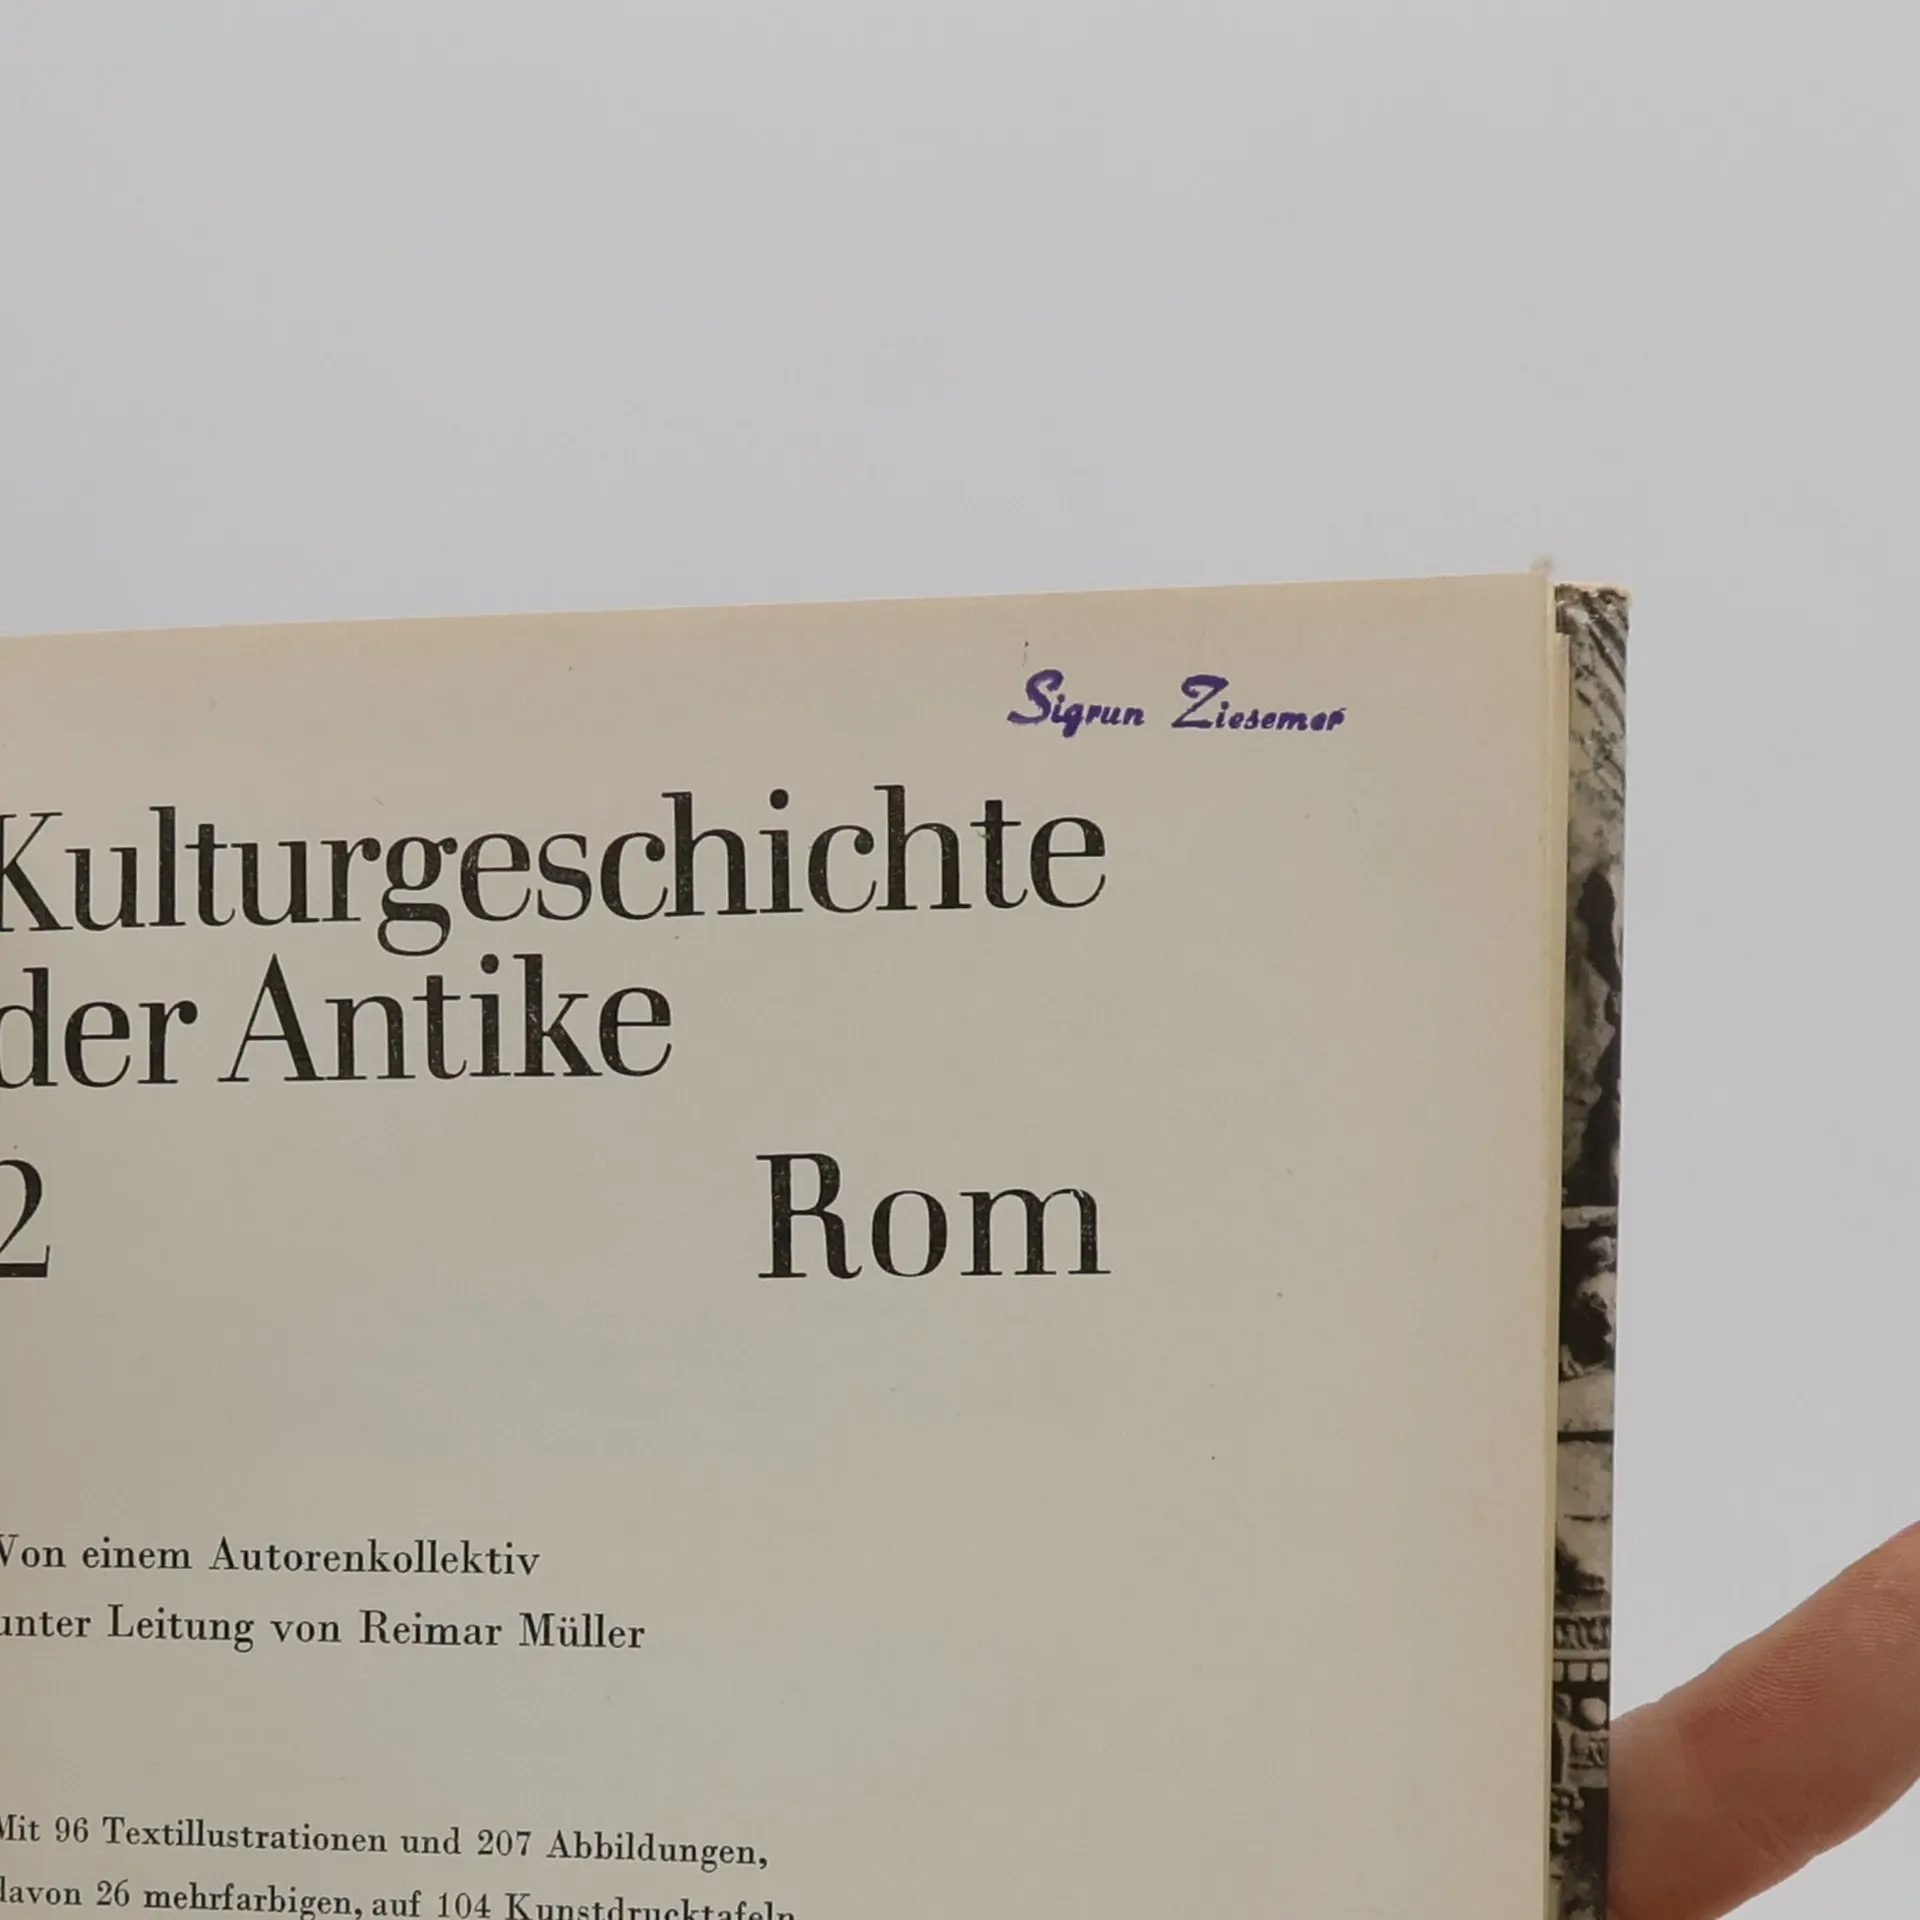 Sigrun Ziesemer
Kulturgeschichte
der Antike
2 Rom
Von einem Autorenkollektiv
unter Leitung von Reimar Müller
Mit 96 Textillustrationen und 207 Abbildungen,
davon 26 mehrfarbigen, auf 104 Kunstdrucktafeln